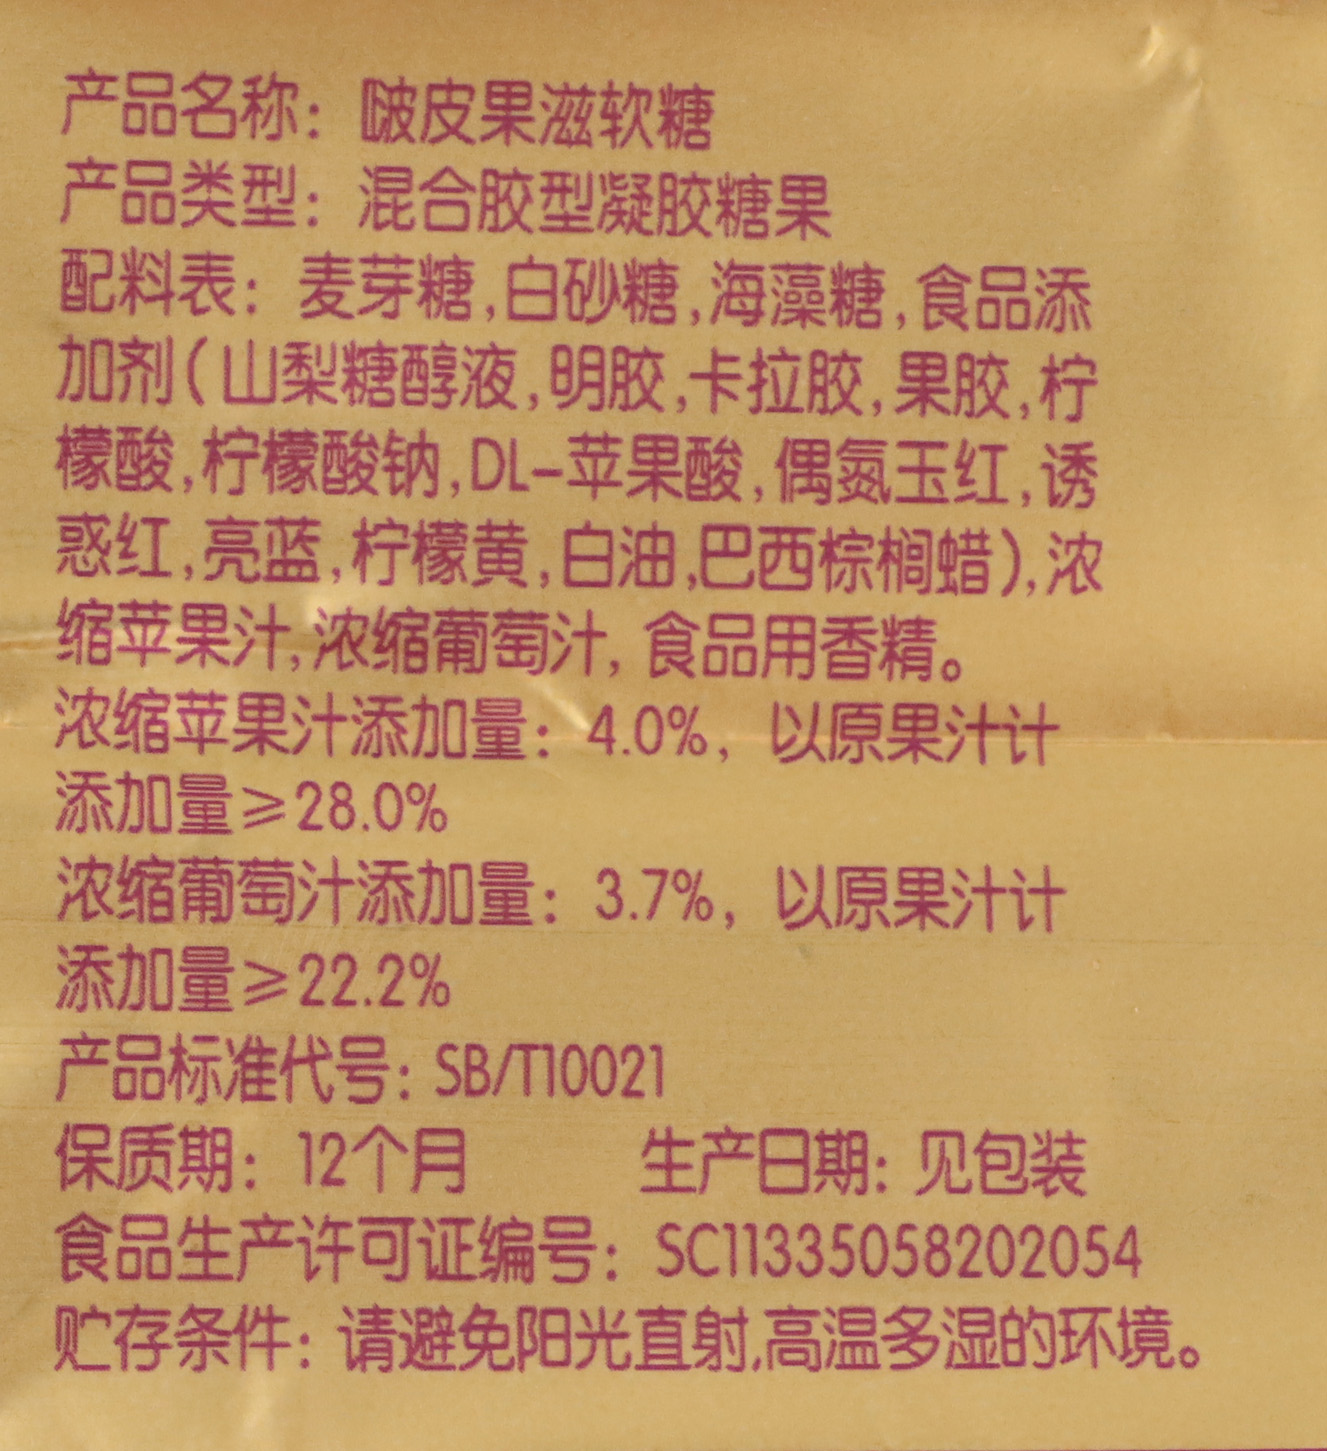 产品名称：啵皮果滋软糖
产品类型：混合胶型凝胶糖果
配料表：麦芽糖,白砂糖,海藻糖,食品添
加剂(山梨糖醇液,明胶,卡拉胶,果胶,柠
檬酸,柠檬酸钠,DL-苹果酸,偶氮玉红,诱
惑红,亮蓝,柠檬黄,白油,巴西棕榈蜡),浓
缩苹果汁,浓缩葡萄汁,食品用香精。
浓缩苹果汁添加量：4.0%，以原果汁计
添加量≥28.0%
浓缩葡萄汁添加量：3.7%，以原果汁计
添加量≥22.2%
产品标准代号：SB/T10021
保质期：12个月 生产日期：见包装
食品生产许可证编号：SC11335058202054
贮存条件：请避免阳光直射,高温多湿的环境。